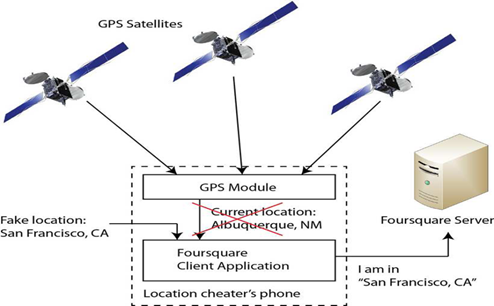 GPS Satellites
GPS Module
Fake location:
San Francisco, CA
Current location:
Albuquerque, NM
Foursquare
Client Application
Location cheater's phone
Foursquare Server
I am in
"San Francisco, CA"